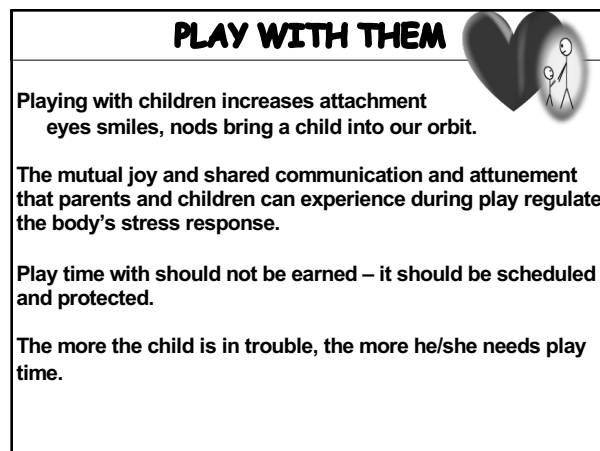 PLAY WITH THEM
Playing with children increases attachment
eyes smiles, nods bring a child into our orbit.
The mutual joy and shared communication and attunement
that parents and children can experience during play regulate
the body’s stress response.
Play time with should not be earned – it should be scheduled
and protected.
The more the child is in trouble, the more he/she needs play
time.